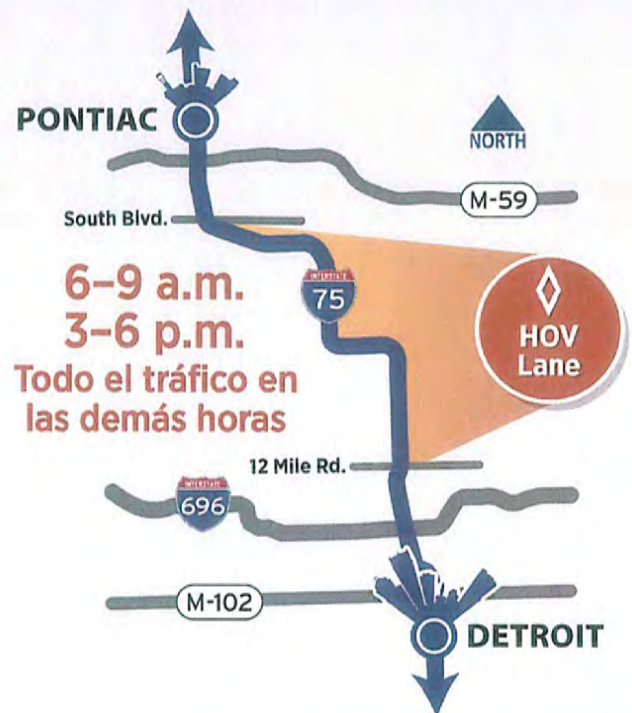 PONTIAC
NORTH
M-59
South Blvd.
INTERSTATE
75
6–9 a.m.
3–6 p.m.
Todo el tráfico en
las demás horas
HOV
Lane
12 Mile Rd.
INTERSTATE
696
M-102
DETROIT